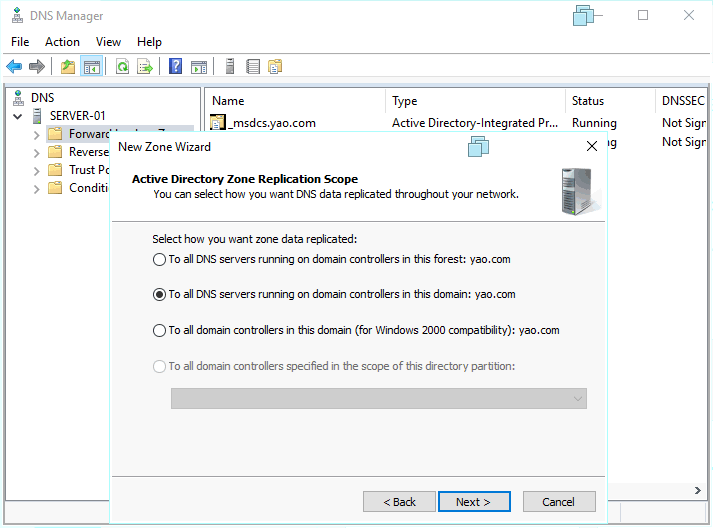 DNS Manager
File Action View Help
DNS
SERVER-01
Forward
Reverse
Trust Po
Conditi
Name Type Status DNSSEC
_msdcs.yao.com Active Directory-Integrated Pr... Running Not Sign
Not Sign
New Zone Wizard
Active Directory Zone Replication Scope
You can select how you want DNS data replicated throughout your network.
Select how you want zone data replicated:
To all DNS servers running on domain controllers in this forest: yao.com
To all DNS servers running on domain controllers in this domain: yao.com
To all domain controllers in this domain (for Windows 2000 compatibility): yao.com
To all domain controllers specified in the scope of this directory partition:
< Back Next > Cancel